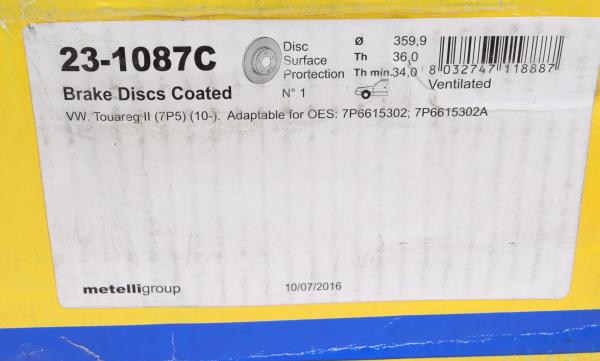 23-1087C
Disc
Surface
Prortection
Ø 359,9
Th 36,0
Th min. 34,0
8 032747 118887
Brake Discs Coated
N° 1
Ventilated
VW. Touareg II (7P5) (10-). Adaptable for OES: 7P6615302; 7P6615302A
metelligroup
10/07/2016